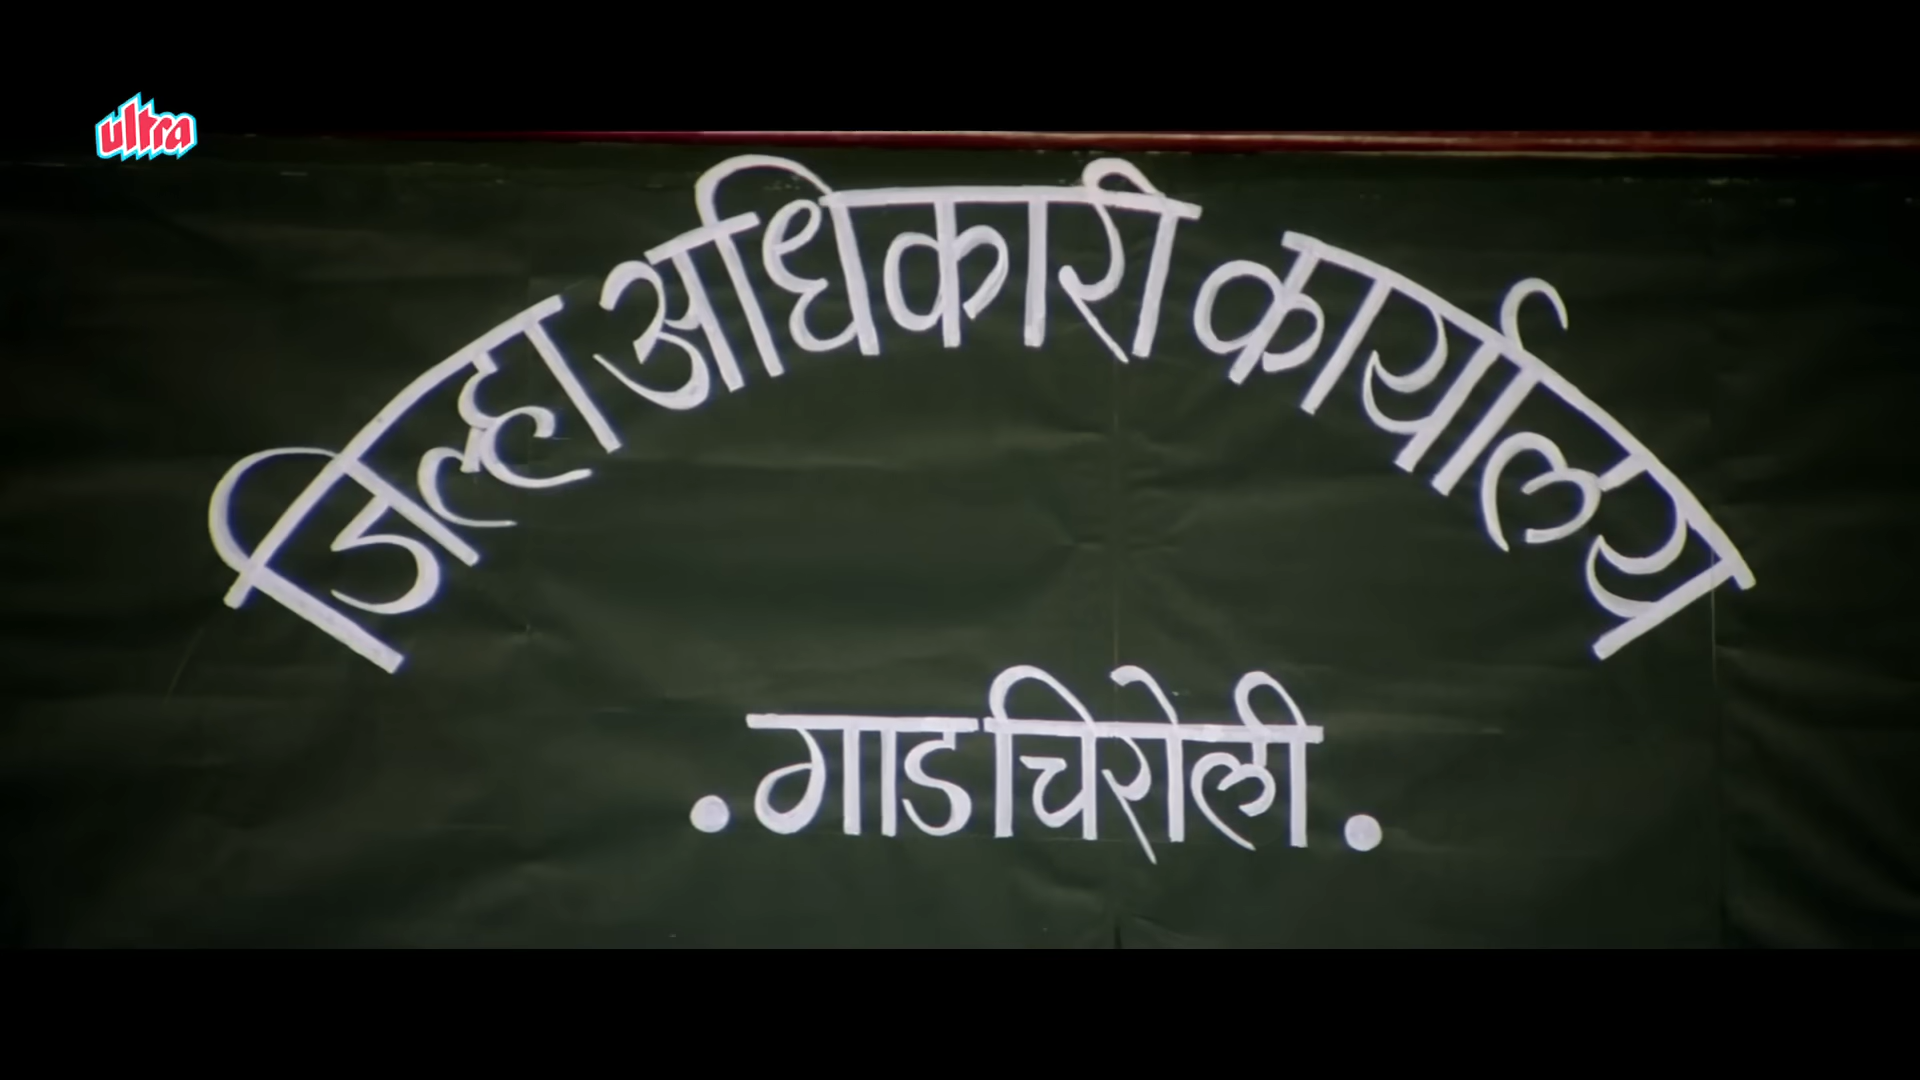 ultra
जिल्हा अधिकारी कार्यालय
. गाडचिरोली .